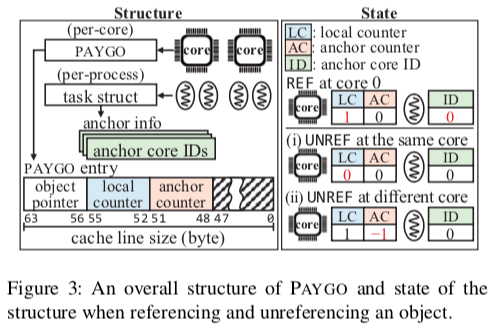 Structure
(per-core)
PAYGO
core
core
(per-process)
task struct
anchor info
anchor core IDs
PAYGO entry
object pointer
local counter
anchor counter
63 56 55 52 51 48 47 0
cache line size (byte)
State
LC : local counter
AC : anchor counter
ID : anchor core ID
REF at core 0
core
LC AC ID
1 0 0
(i) UNREF at the same core
core
LC AC ID
0 0 0
(ii) UNREF at different core
core
LC AC ID
1 −1 0
Figure 3: An overall structure of PAYGO and state of the
structure when referencing and unreferencing an object.